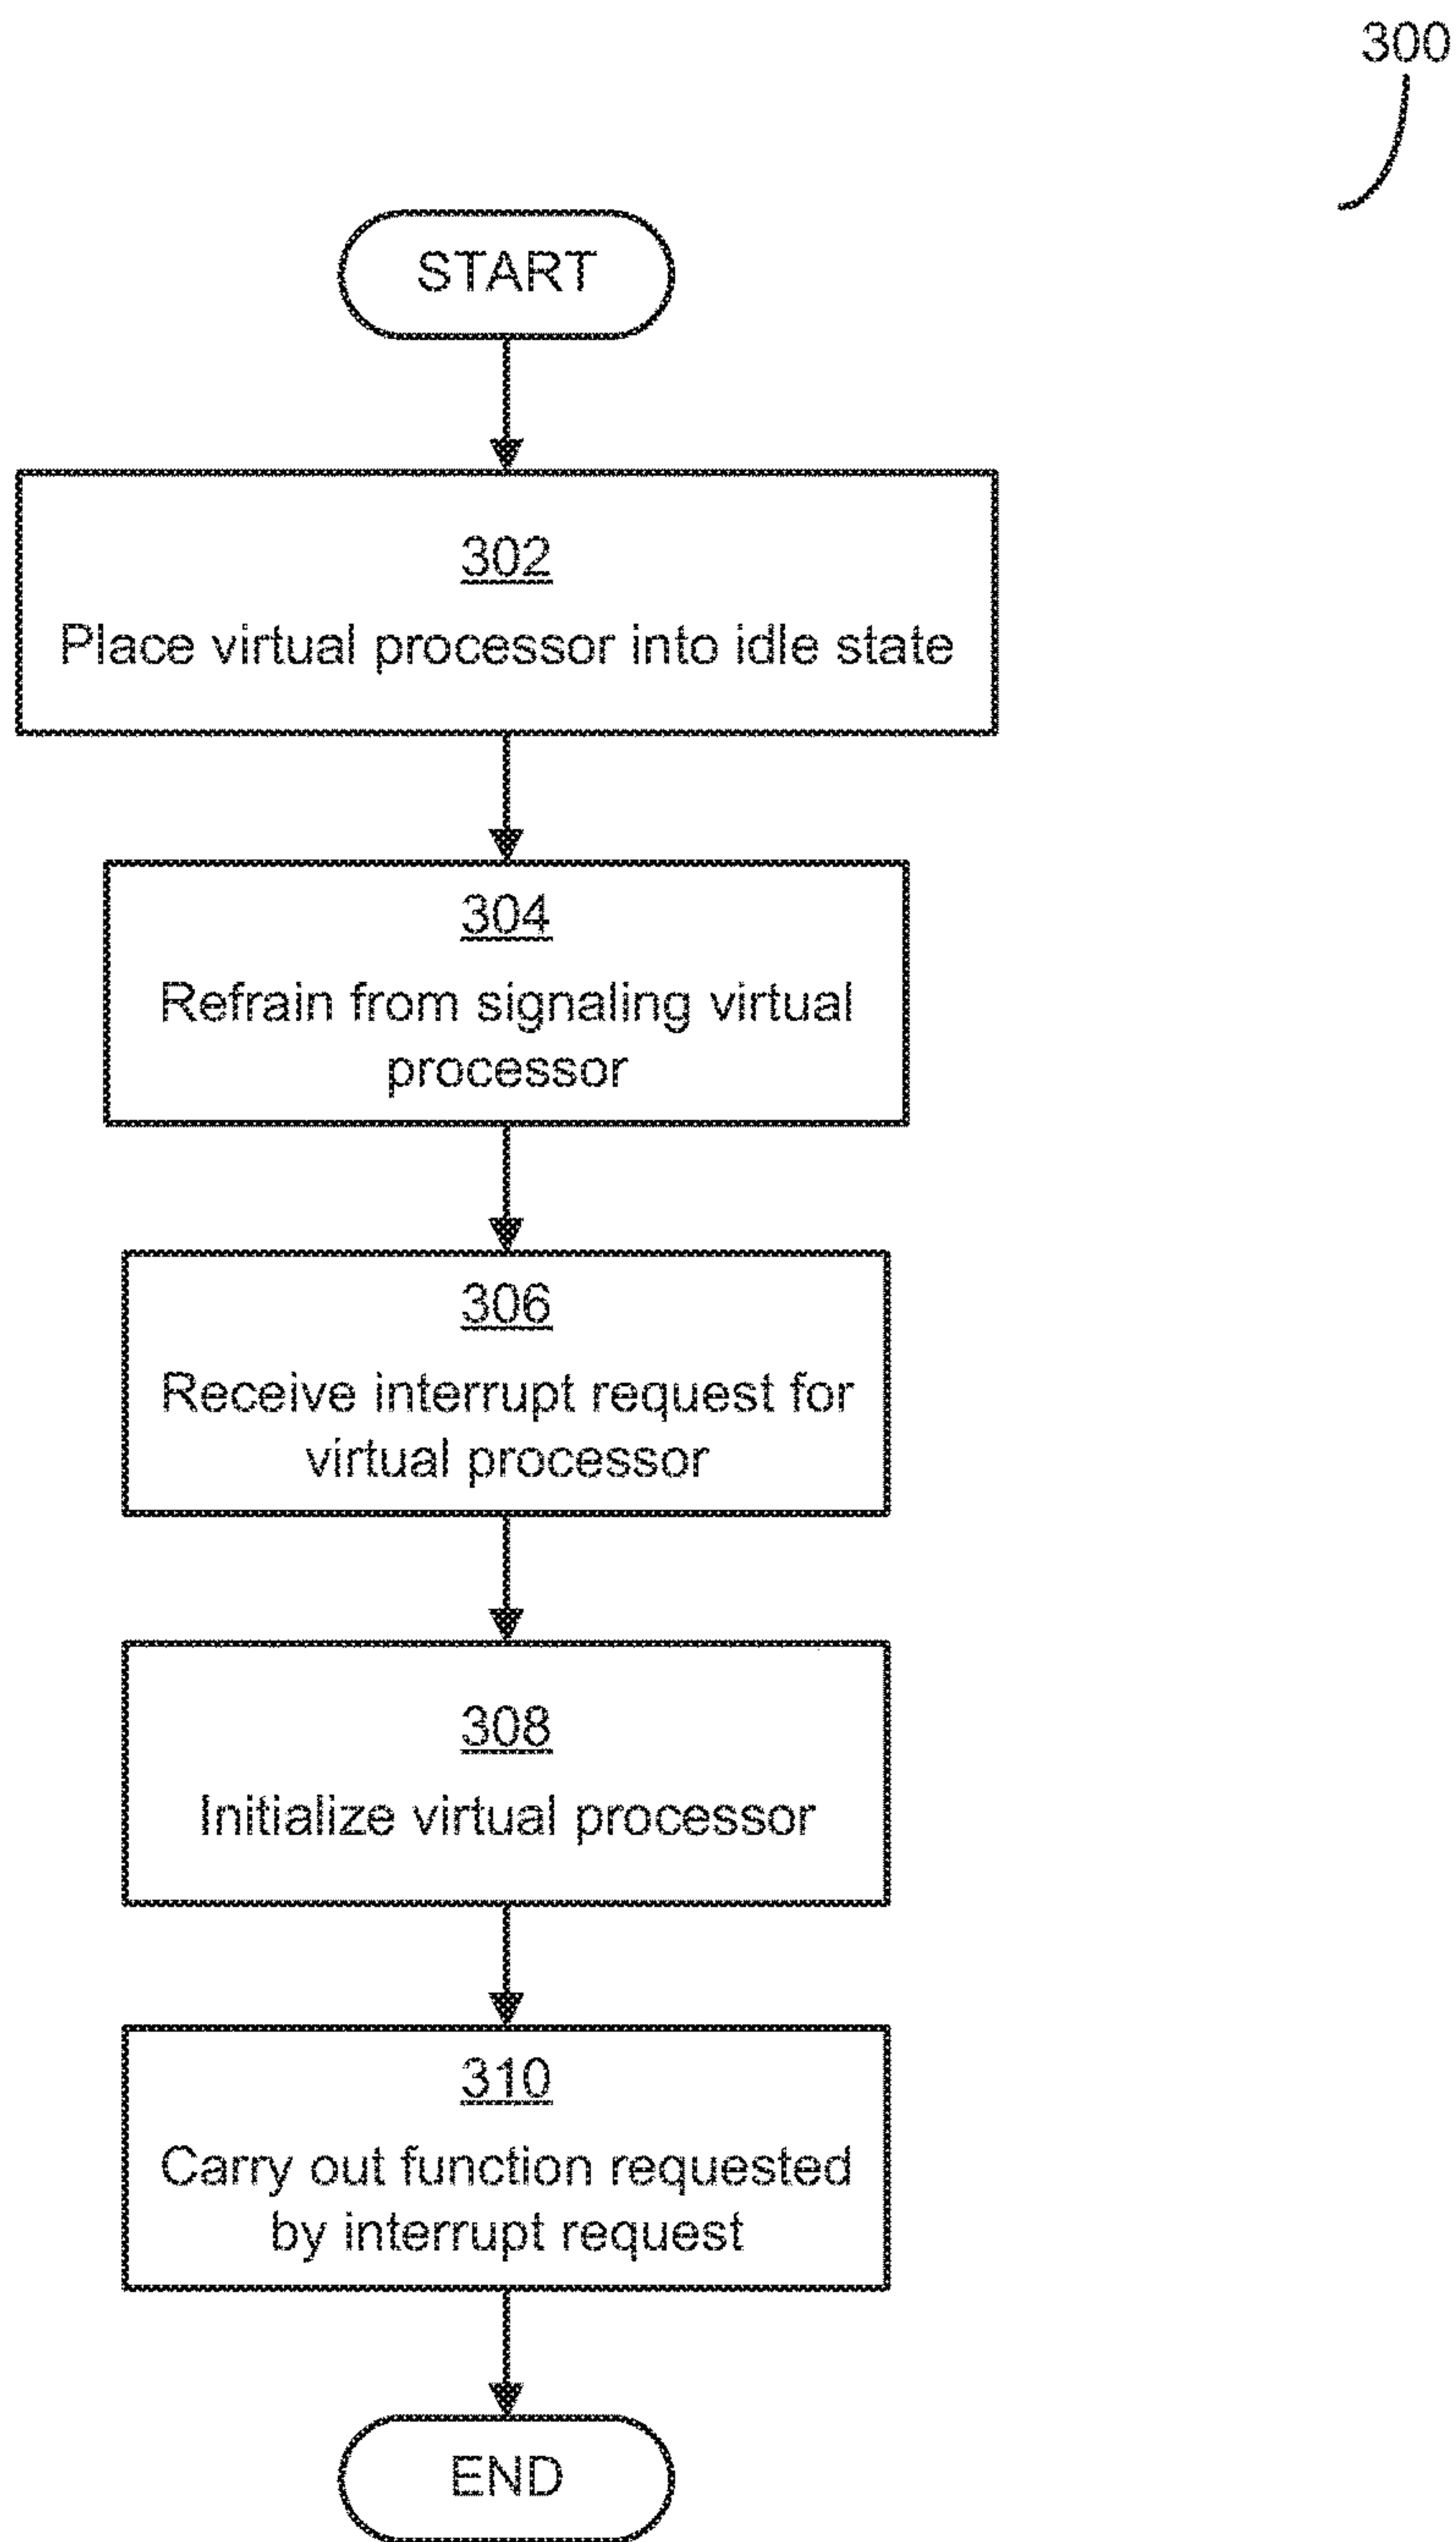 300
START
302
Place virtual processor into idle state
304
Refrain from signaling virtual
processor
306
Receive interrupt request for
virtual processor
308
Initialize virtual processor
310
Carry out function requested
by interrupt request
END